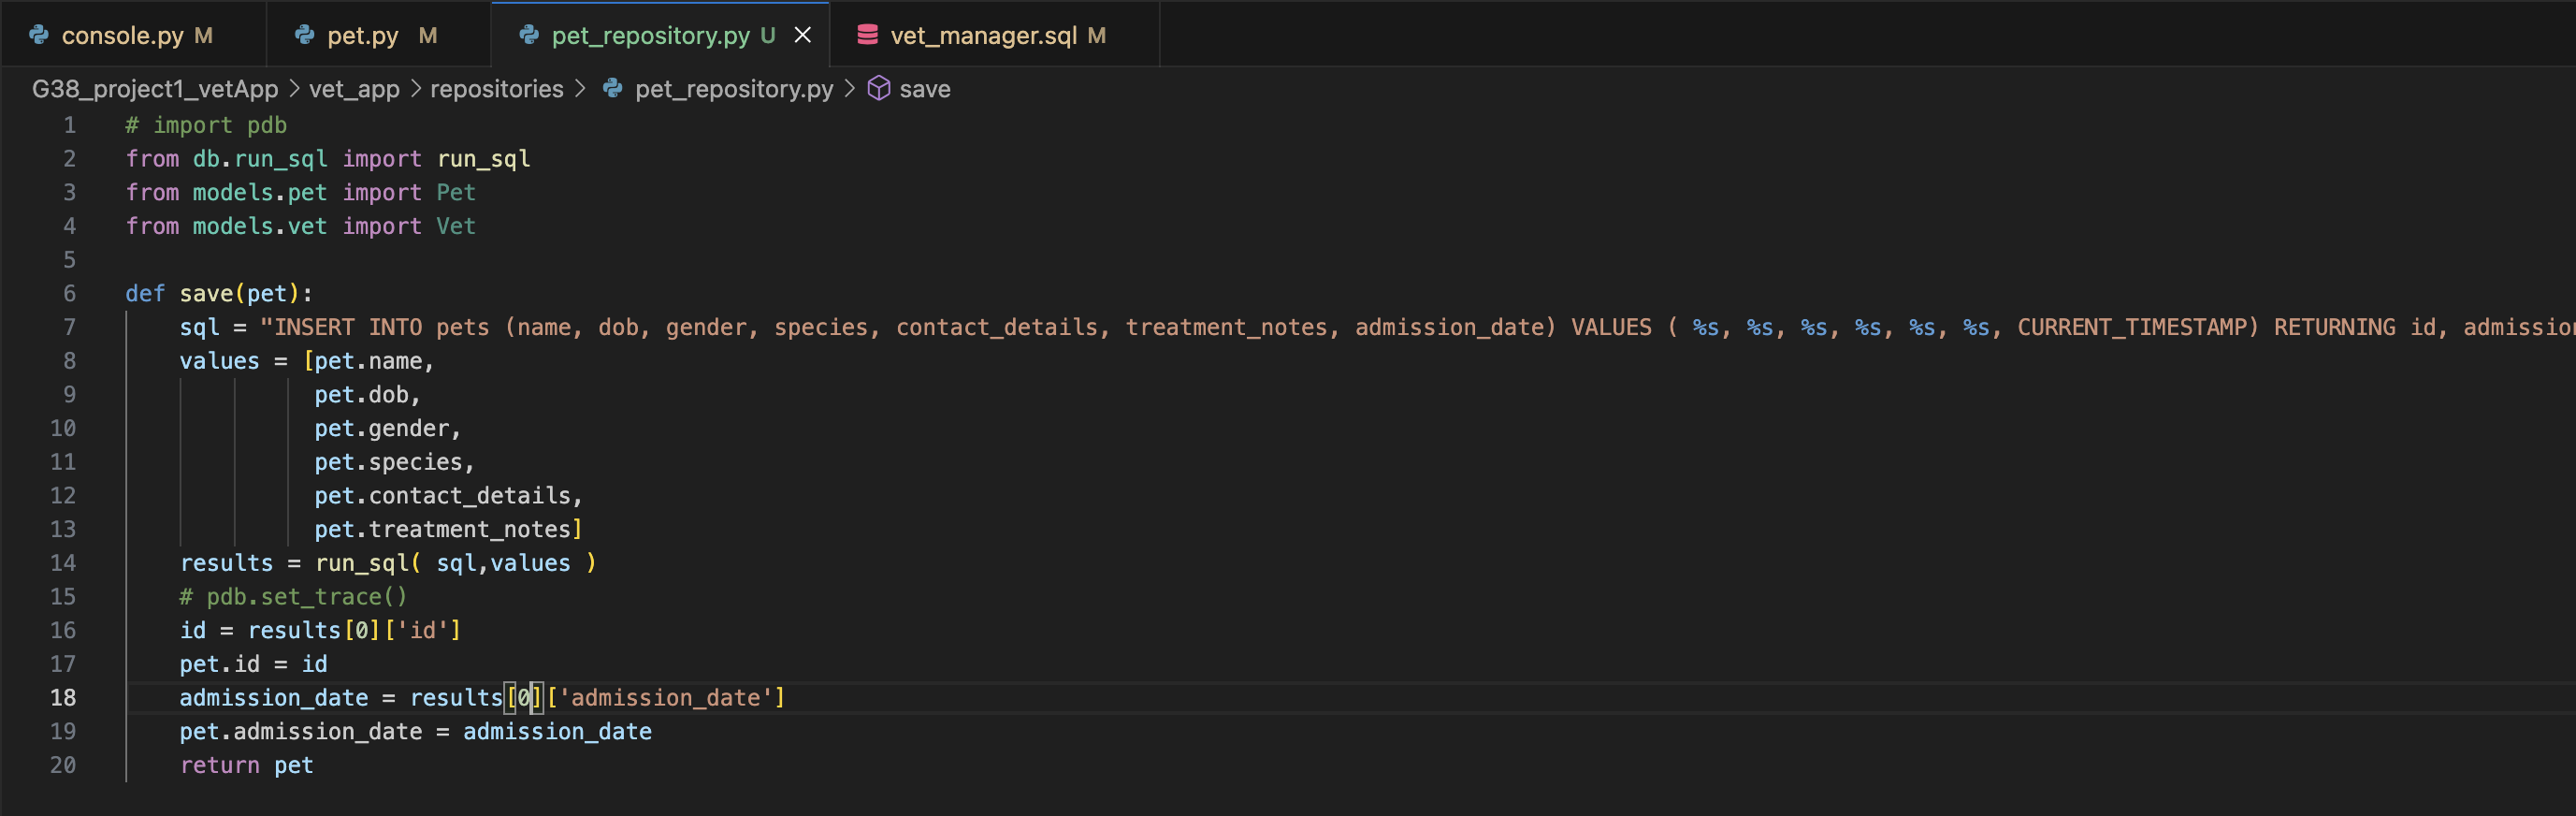 console.py M
pet.py M
pet_repository.py U
vet_manager.sql M
G38_project1_vetApp > vet_app > repositories > pet_repository.py > save
1 # import pdb
2 from db.run_sql import run_sql
3 from models.pet import Pet
4 from models.vet import Vet
5
6 def save(pet):
7 sql = "INSERT INTO pets (name, dob, gender, species, contact_details, treatment_notes, admission_date) VALUES ( %s, %s, %s, %s, %s, %s, CURRENT_TIMESTAMP) RETURNING id, admission
8 values = [pet.name,
9 pet.dob,
10 pet.gender,
11 pet.species,
12 pet.contact_details,
13 pet.treatment_notes]
14 results = run_sql( sql,values )
15 # pdb.set_trace()
16 id = results[0]['id']
17 pet.id = id
18 admission_date = results[0]['admission_date']
19 pet.admission_date = admission_date
20 return pet